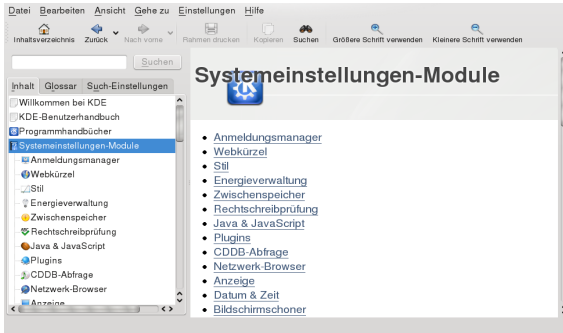 Datei Bearbeiten Ansicht Gehe zu Einstellungen Hilfe
Inhaltsverzeichnis Zurück Nach vorne Rahmen drucken Kopieren Suchen Größere Schrift verwenden Kleinere Schrift verwenden
Suchen
Inhalt Glossar Such-Einstellungen
Willkommen bei KDE
KDE-Benutzerhandbuch
Programmhandbücher
Systemeinstellungen-Module
Anmeldungsmanager
Webkürzel
Stil
Energieverwaltung
Zwischenspeicher
Rechtschreibprüfung
Java & JavaScript
Plugins
CDDB-Abfrage
Netzwerk-Browser
Anzeige
Systemeinstellungen-Module
• Anmeldungsmanager
• Webkürzel
• Stil
• Energieverwaltung
• Zwischenspeicher
• Rechtschreibprüfung
• Java & JavaScript
• Plugins
• CDDB-Abfrage
• Netzwerk-Browser
• Anzeige
• Datum & Zeit
• Bildschirmschoner